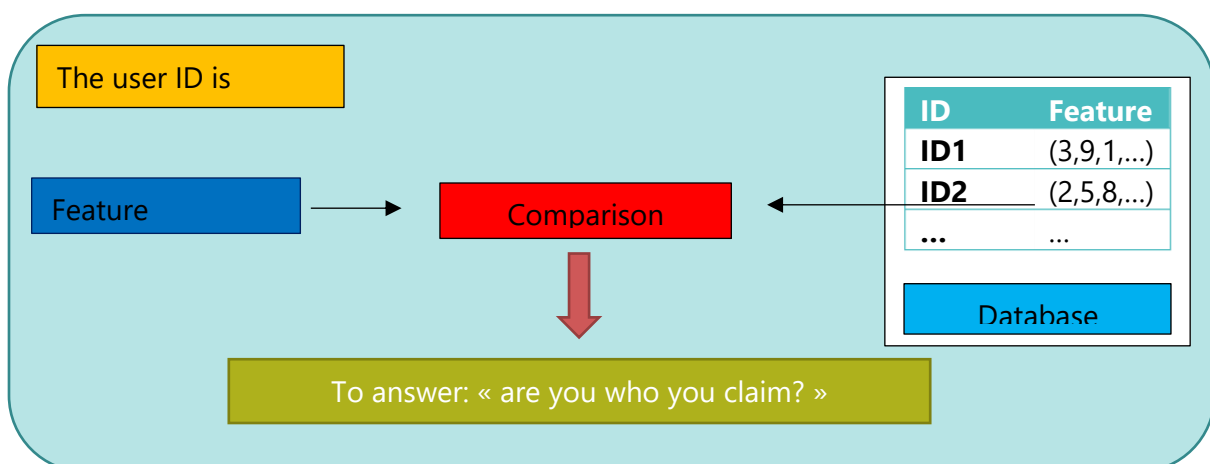 The user ID is
ID Feature
ID1 (3,9,1,...)
ID2 (2,5,8,...)
... ...
Feature
Comparison
Database
To answer: « are you who you claim? »